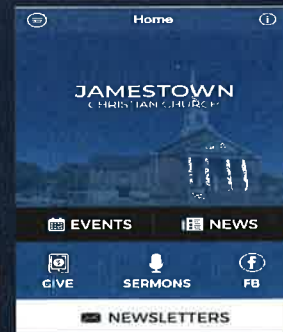 Home
JAMESTOWN
CHRISTIAN CHURCH
EVENTS NEWS
GIVE SERMONS FB
NEWSLETTERS